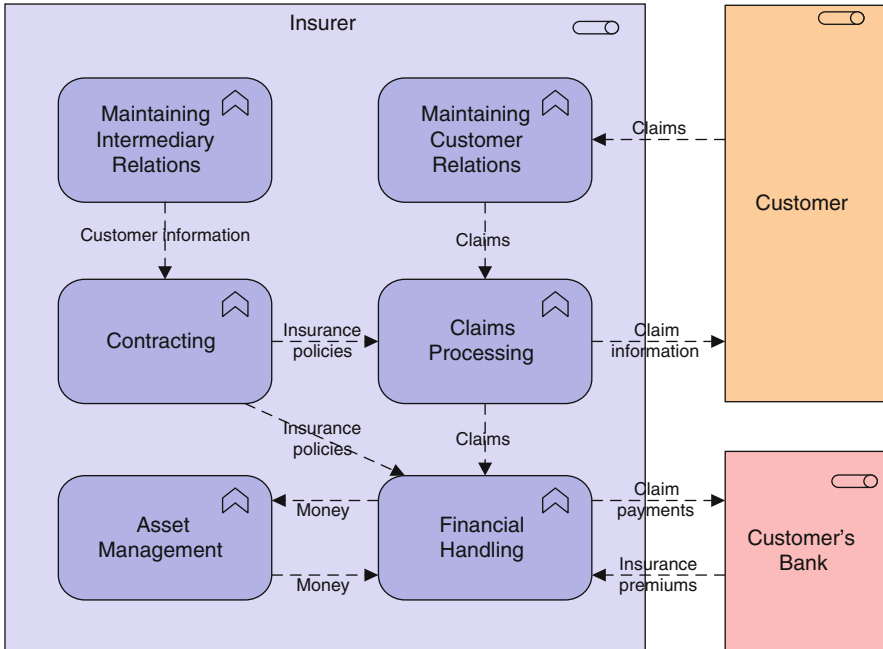 Insurer
Maintaining
Intermediary
Relations
Maintaining
Customer
Relations
Claims
Customer
Customer information
Claims
Contracting
Insurance
policies
Claims
Processing
Claim
information
Insurance
policies
Claims
Asset
Management
Money
Money
Financial
Handling
Claim
payments
Insurance
premiums
Customer’s
Bank